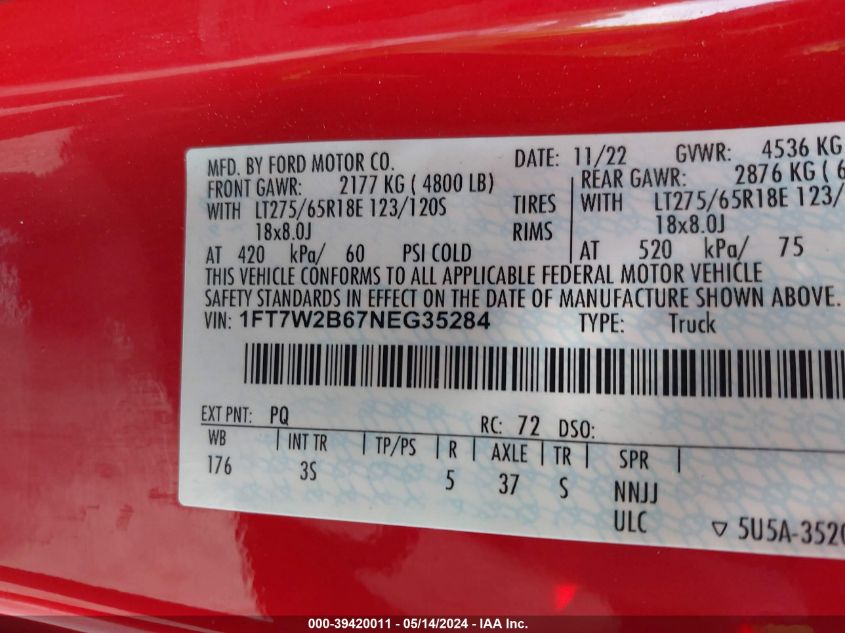 MFD. BY FORD MOTOR CO. DATE: 11/22 GVWR: 4536 KG
FRONT GAWR: 2177 KG ( 4800 LB) REAR GAWR: 2876 KG ( 6
WITH LT275/65R18E 123/120S TIRES WITH LT275/65R18E 123/
18x8.0J RIMS 18x8.0J
AT 420 kPa/ 60 PSI COLD AT 520 kPa/ 75
THIS VEHICLE CONFORMS TO ALL APPLICABLE FEDERAL MOTOR VEHICLE
SAFETY STANDARDS IN EFFECT ON THE DATE OF MANUFACTURE SHOWN ABOVE.
VIN: 1FT7W2B67NEG35284 TYPE: Truck
EXT PNT: PQ RC: 72 DSO:
WB INT TR TP/PS R AXLE TR SPR
176 3S 5 37 S NNJJ
ULC ▽ 5U5A-3520
000-39420011 - 05/14/2024 - IAA Inc.